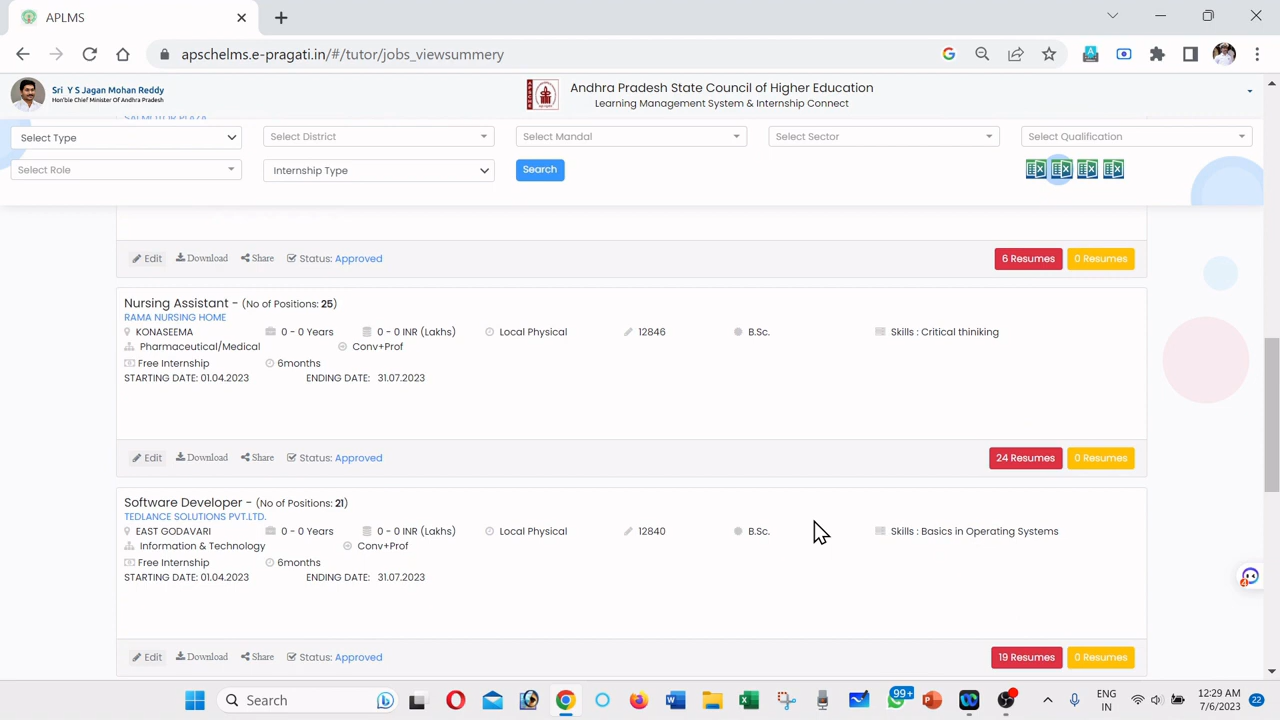 APLMS
apschelms.e-pragati.in/#/tutor/jobs_viewsummery
Sri Y S Jagan Mohan Reddy
Hon'ble Chief Minister Of Andhra Pradesh
Andhra Pradesh State Council of Higher Education
Learning Management System & Internship Connect
Select Type
Select District
Select Mandal
Select Sector
Select Qualification
Select Role
Internship Type
Search
Edit Download Share Status: Approved 6 Resumes 0 Resumes
Nursing Assistant - (No of Positions: 25)
RAMA NURSING HOME
KONASEEMA 0 - 0 Years 0 - 0 INR (Lakhs) Local Physical 12846 B.Sc. Skills : Critical thiniking
Pharmaceutical/Medical Conv+Prof
Free Internship 6months
STARTING DATE: 01.04.2023 ENDING DATE: 31.07.2023
Edit Download Share Status: Approved 24 Resumes 0 Resumes
Software Developer - (No of Positions: 21)
TEDLANCE SOLUTIONS PVT.LTD.
EAST GODAVARI 0 - 0 Years 0 - 0 INR (Lakhs) Local Physical 12840 B.Sc. Skills : Basics in Operating Systems
Information & Technology Conv+Prof
Free Internship 6months
STARTING DATE: 01.04.2023 ENDING DATE: 31.07.2023
Edit Download Share Status: Approved 19 Resumes 0 Resumes
Search
99+
ENG
IN
12:29 AM
7/6/2023
22